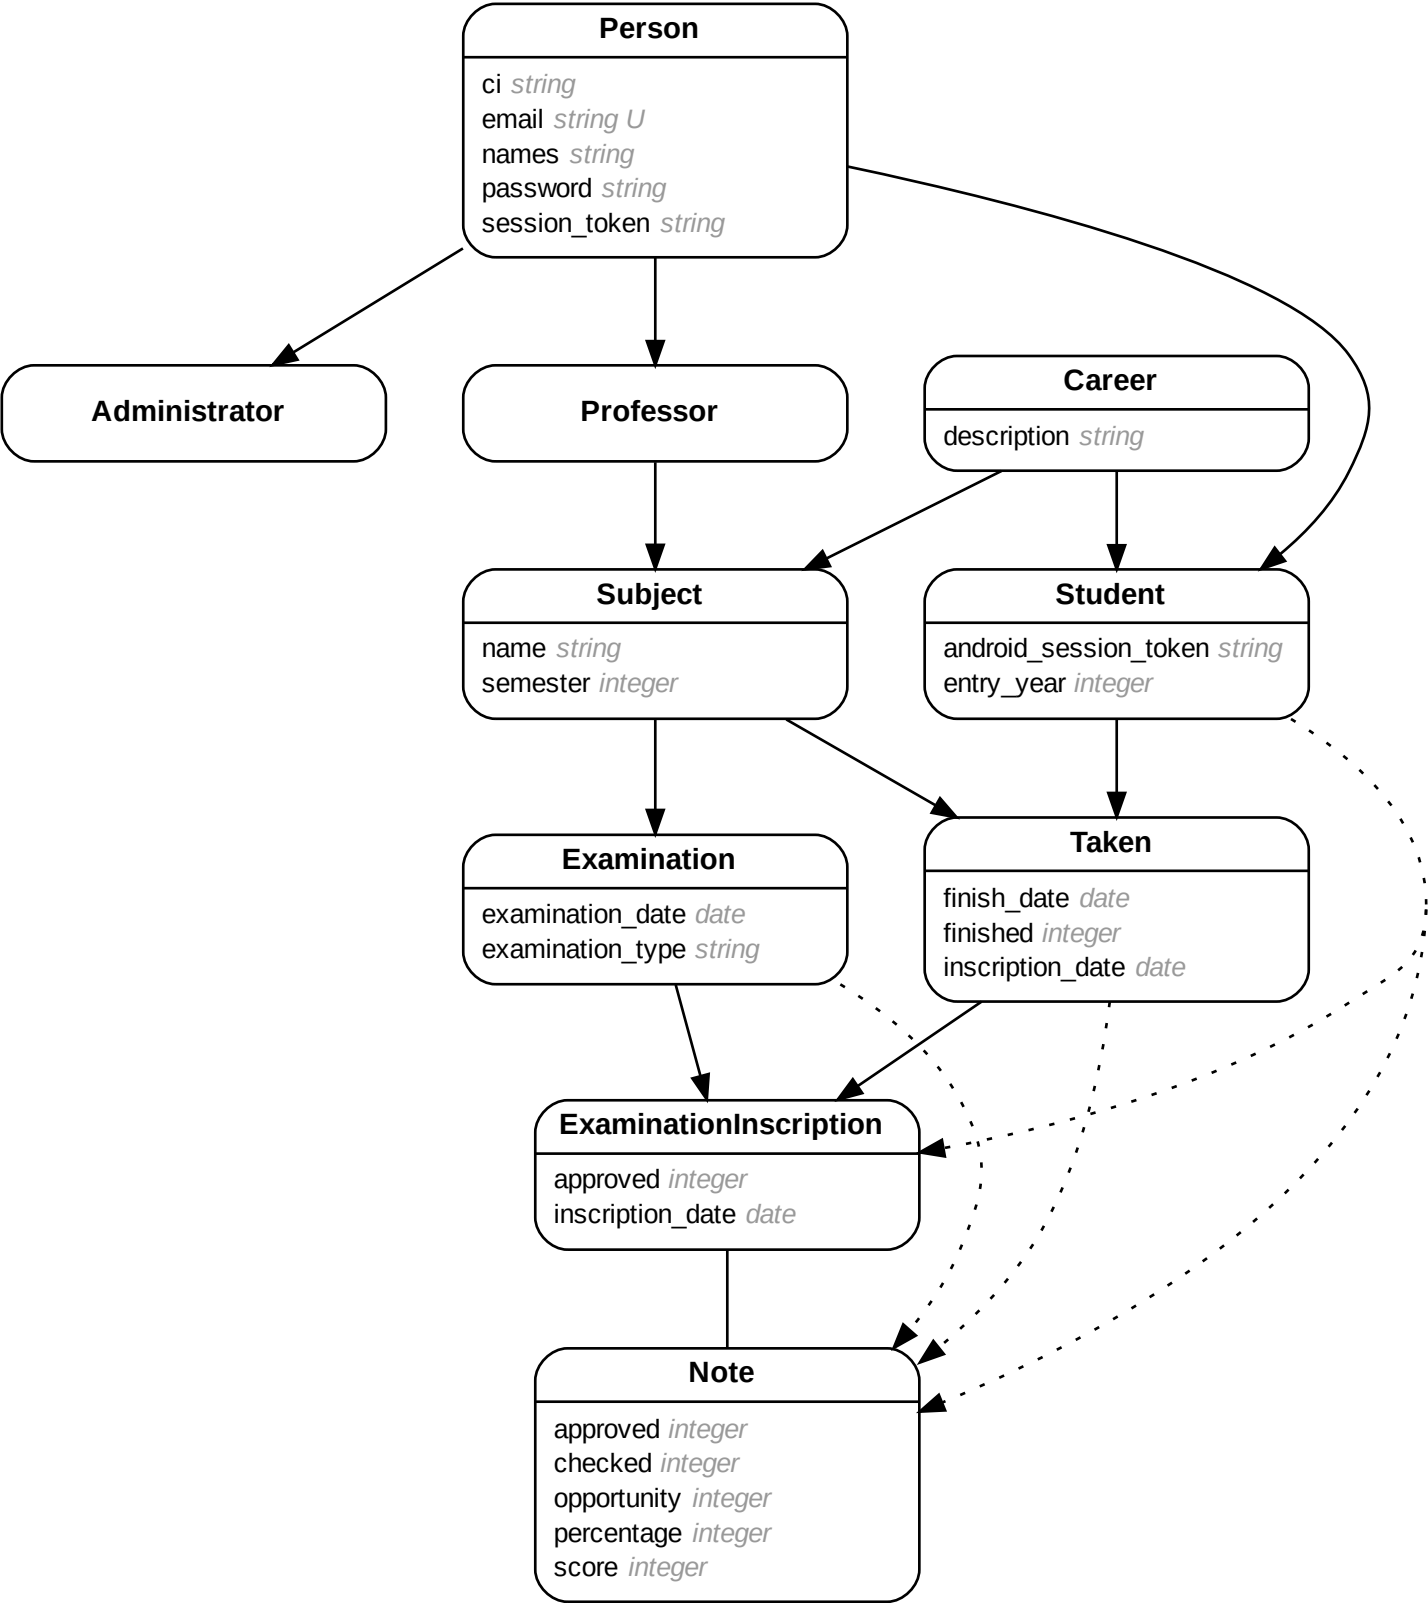 Person
ci string
email string U
names string
password string
session_token string
Administrator
Professor
Career
description string
Subject
name string
semester integer
Student
android_session_token string
entry_year integer
Examination
examination_date date
examination_type string
Taken
finish_date date
finished integer
inscription_date date
ExaminationInscription
approved integer
inscription_date date
Note
approved integer
checked integer
opportunity integer
percentage integer
score integer